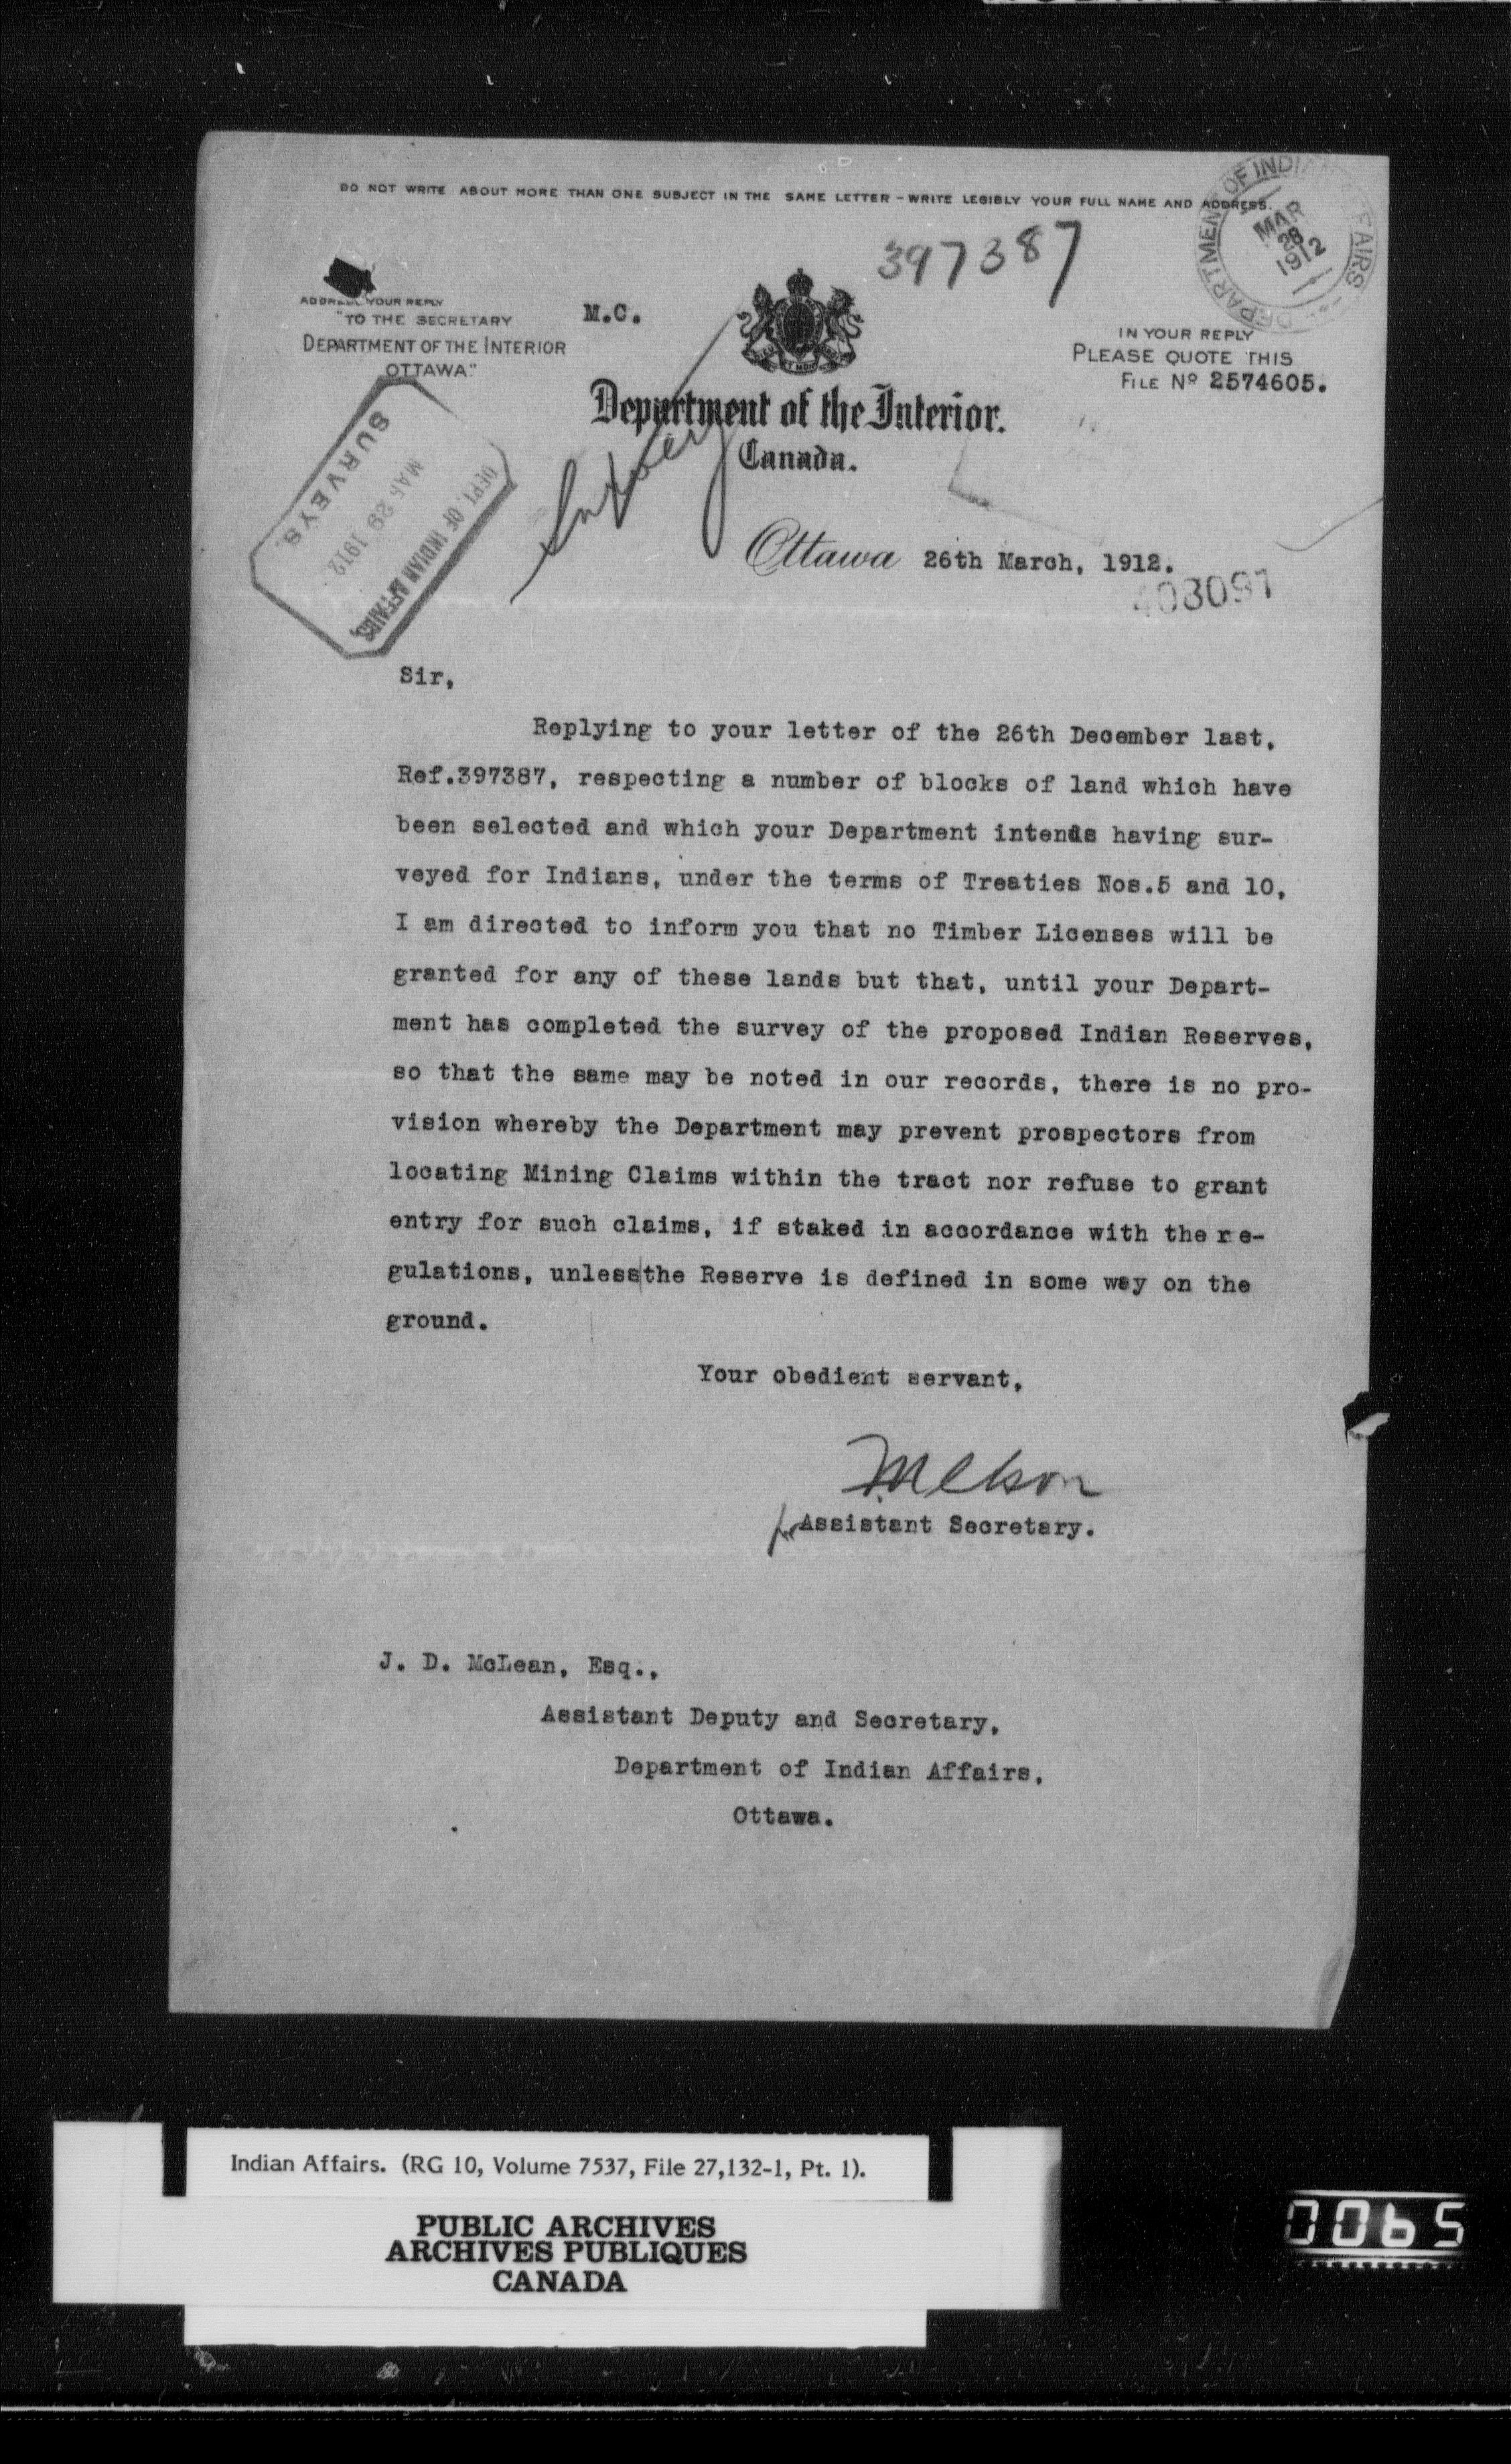 DO NOT WRITE ABOUT MORE THAN ONE SUBJECT IN THE SAME LETTER - WRITE LEGIBLY YOUR FULL NAME AND ADDRESS.
DEPARTMENT OF INDI FAIRS
MAR
28
1912
397387
ADDRESS YOUR REPLY
"TO THE SECRETARY
DEPARTMENT OF THE INTERIOR
OTTAWA."
M.C.
IN YOUR REPLY
PLEASE QUOTE THIS
FILE No 2574605.
Department of the Interior.
Canada.
Survey
SURVEYS.
MAR 29 1912
DEPT. OF INDIAN AFFAIRS,
Ottawa 26th March, 1912.
403091
Sir,
Replying to your letter of the 26th December last,
Ref.397387, respecting a number of blocks of land which have
been selected and which your Department intends having sur-
veyed for Indians, under the terms of Treaties Nos.5 and 10,
I am directed to inform you that no Timber Licenses will be
granted for any of these lands but that, until your Depart-
ment has completed the survey of the proposed Indian Reserves,
so that the same may be noted in our records, there is no pro-
vision whereby the Department may prevent prospectors from
locating Mining Claims within the tract nor refuse to grant
entry for such claims, if staked in accordance with the re-
gulations, unless the Reserve is defined in some way on the
ground.
Your obedient servant,
for Assistant Secretary.
J. D. McLean, Esq.,
Assistant Deputy and Secretary,
Department of Indian Affairs,
Ottawa.
Indian Affairs. (RG 10, Volume 7537, File 27,132-1, Pt. 1).
PUBLIC ARCHIVES
ARCHIVES PUBLIQUES
CANADA
0065